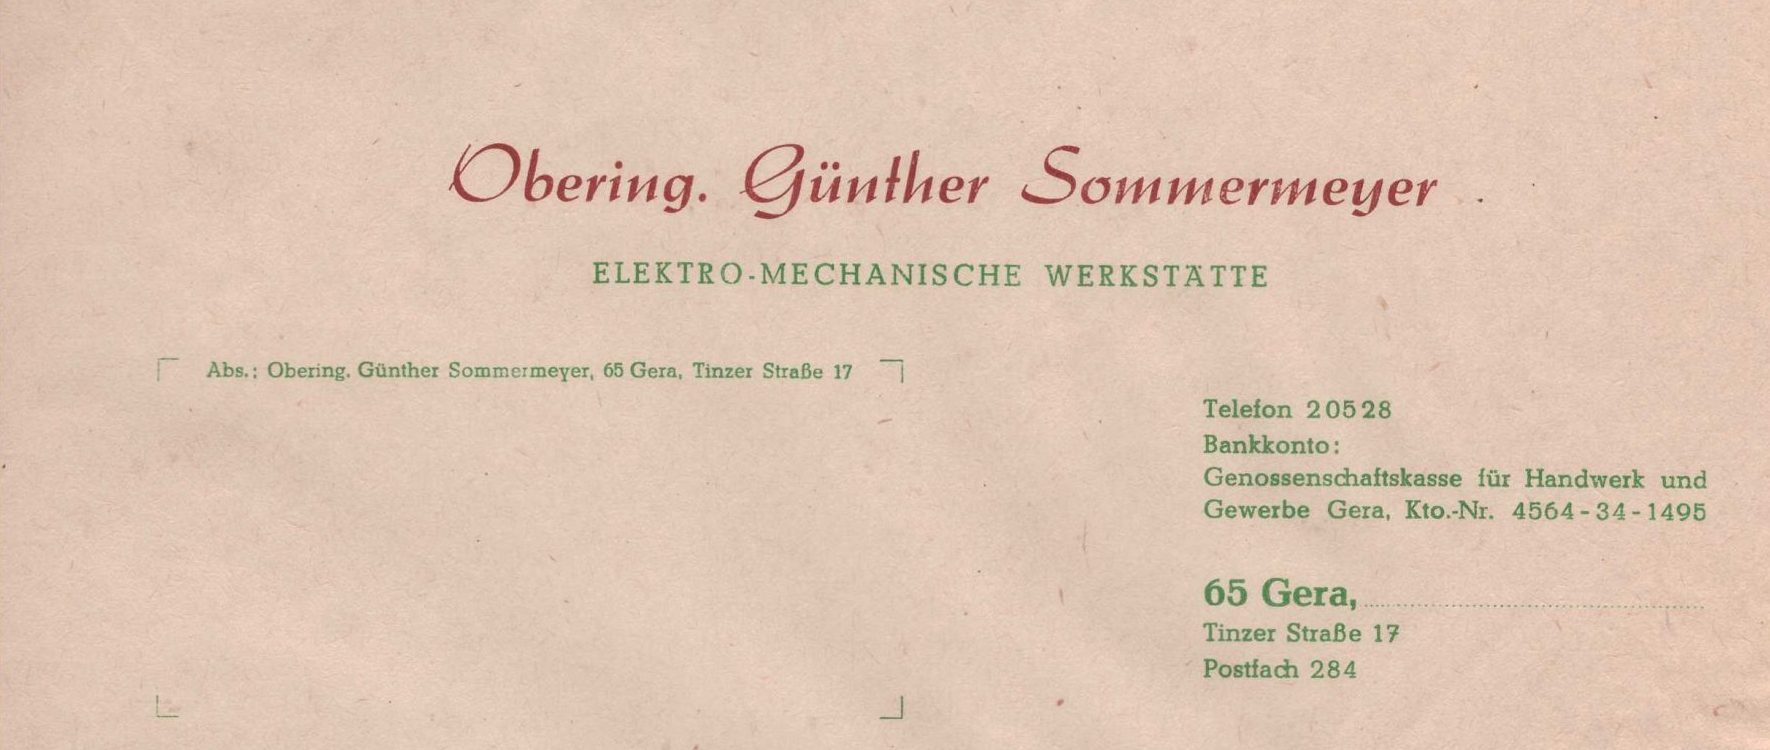 Obering. Günther Sommermeyer
ELEKTRO-MECHANISCHE WERKSTÄTTE
Abs.: Obering. Günther Sommermeyer, 65 Gera, Tinzer Straße 17
Telefon 20528
Bankkonto:
Genossenschaftskasse für Handwerk und
Gewerbe Gera, Kto.-Nr. 4564-34-1495
65 Gera,
Tinzer Straße 17
Postfach 284